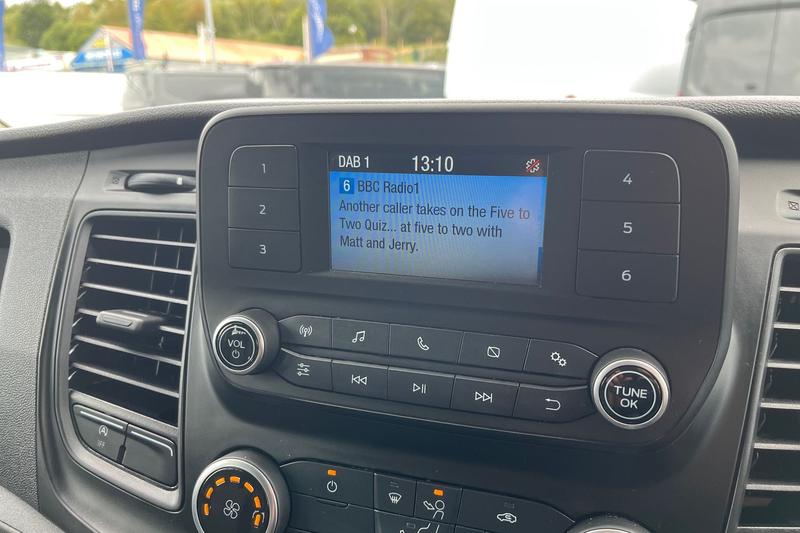 DAB 1 13:10
6 BBC Radio1
Another caller takes on the Five to
Two Quiz... at five to two with
Matt and Jerry.
1
2
3
4
5
6
VOL
TUNE
OK
A
OFF